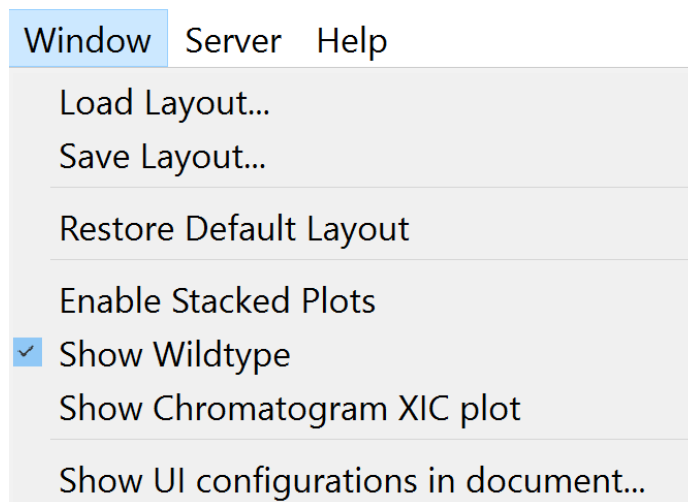 Window Server Help
Load Layout...
Save Layout...
Restore Default Layout
Enable Stacked Plots
Show Wildtype
Show Chromatogram XIC plot
Show UI configurations in document...